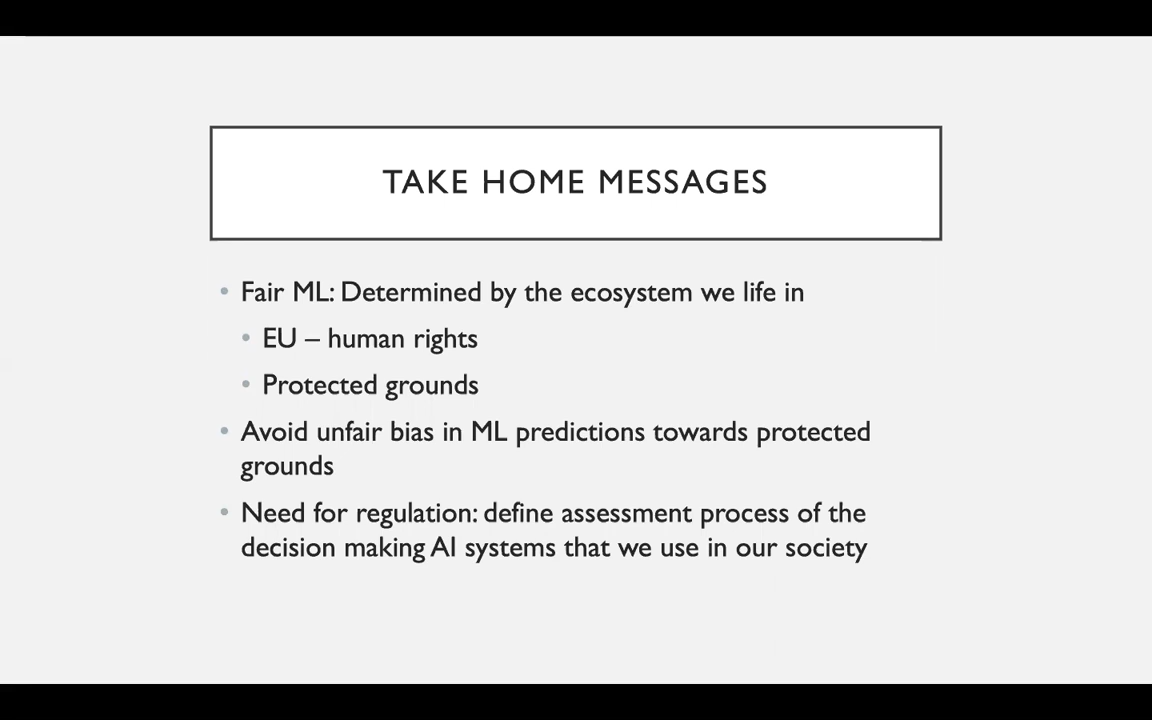 TAKE HOME MESSAGES
• Fair ML: Determined by the ecosystem we life in
• EU – human rights
• Protected grounds
• Avoid unfair bias in ML predictions towards protected
grounds
• Need for regulation: define assessment process of the
decision making AI systems that we use in our society